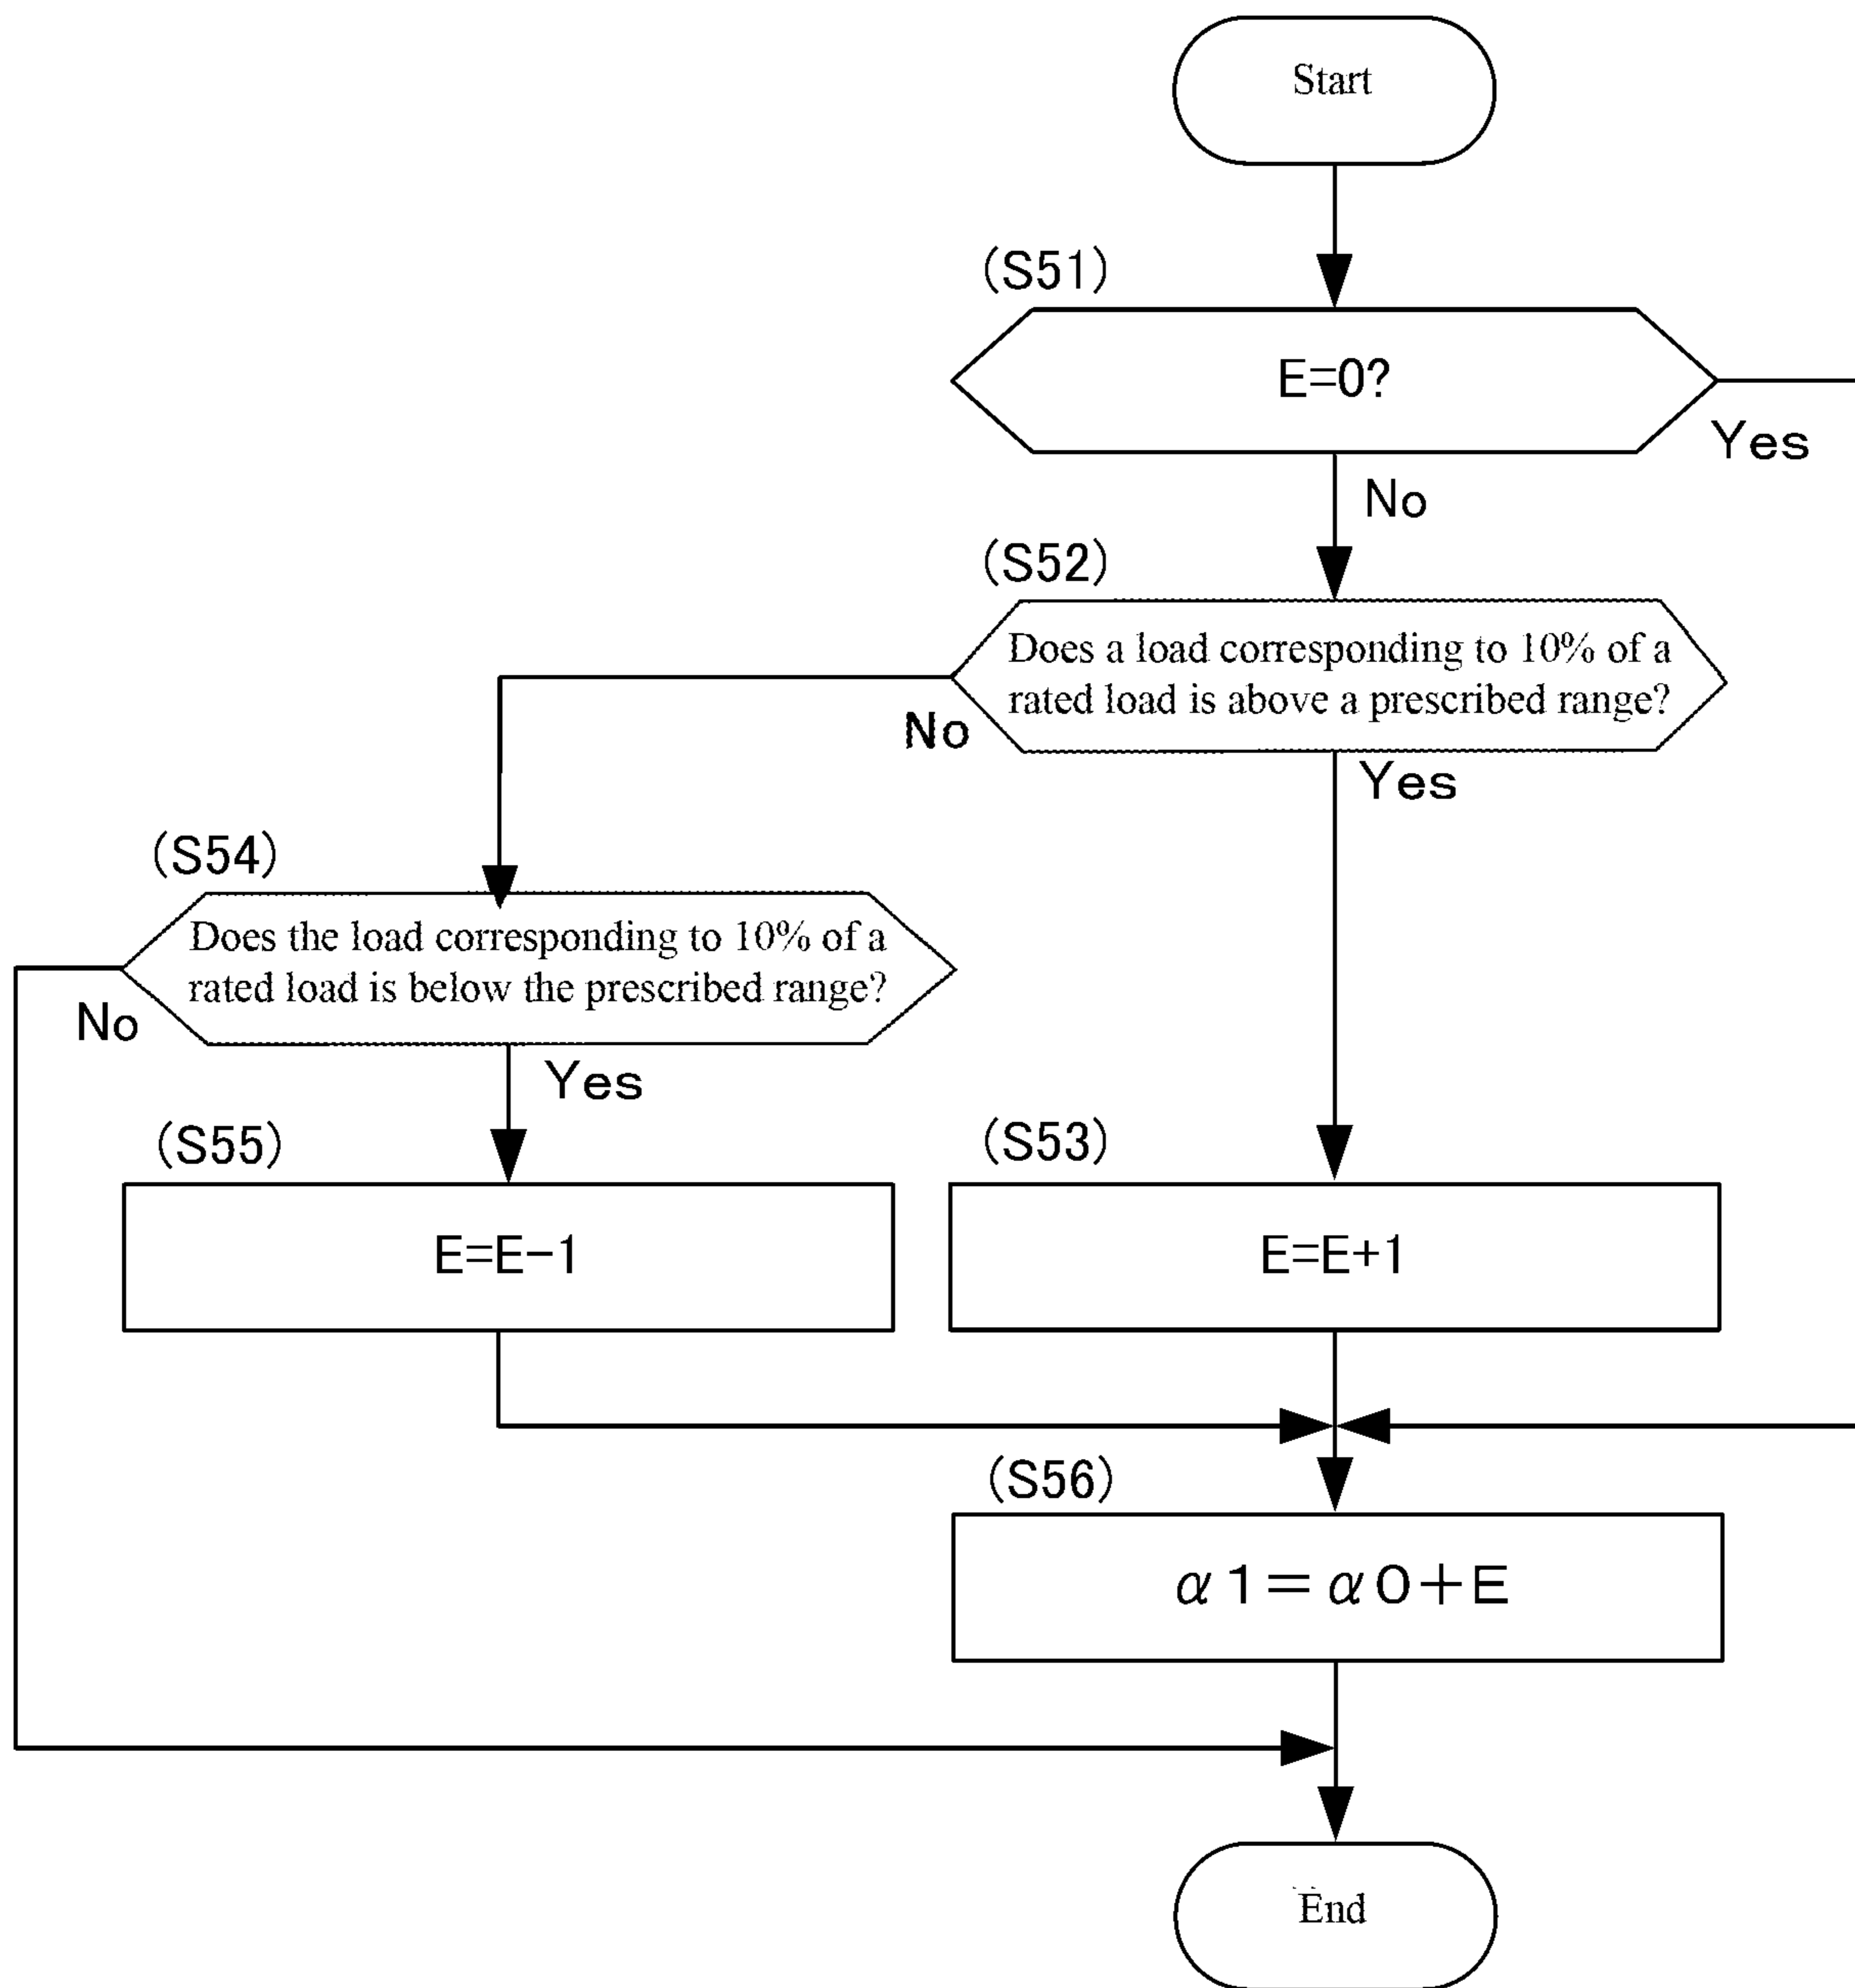 Start
(S51)
E=0?
Yes
No
(S52)
Does a load corresponding to 10% of a
rated load is above a prescribed range?
No
Yes
(S54)
Does the load corresponding to 10% of a
rated load is below the prescribed range?
No
Yes
(S55)
(S53)
E=E-1
E=E+1
(S56)
α1=α0+E
End